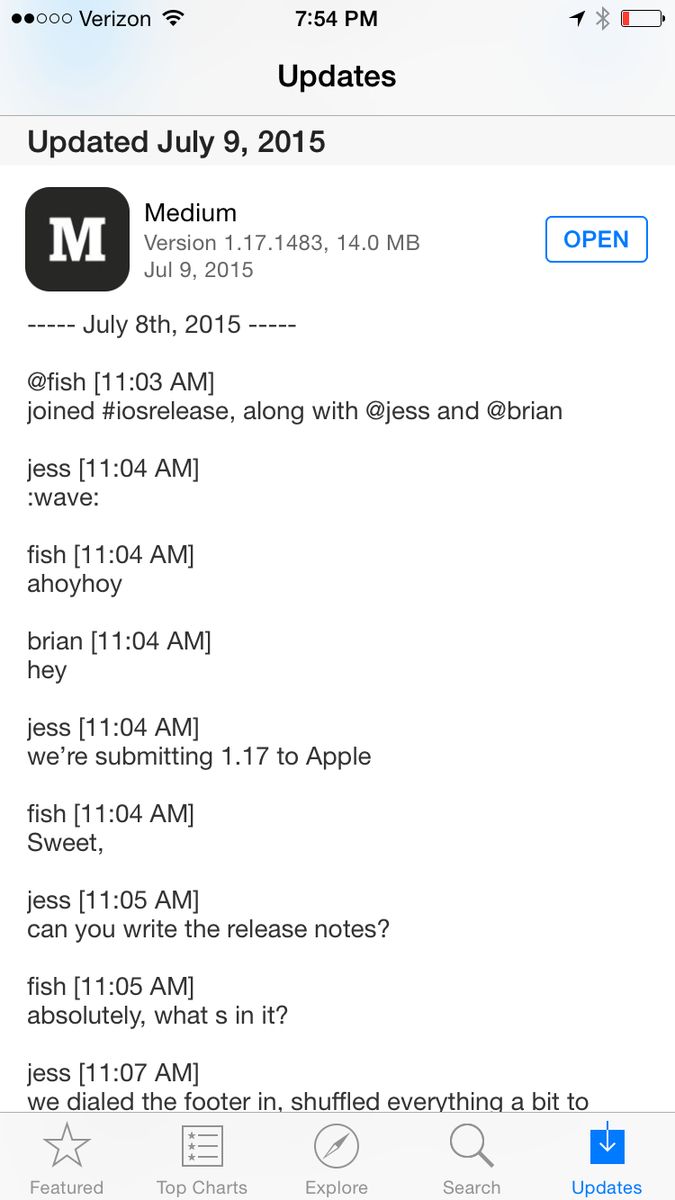 Verizon 7:54 PM
Updates
Updated July 9, 2015
M
Medium
Version 1.17.1483, 14.0 MB
Jul 9, 2015
OPEN
----- July 8th, 2015 -----
@fish [11:03 AM]
joined #iosrelease, along with @jess and @brian
jess [11:04 AM]
:wave:
fish [11:04 AM]
ahoyhoy
brian [11:04 AM]
hey
jess [11:04 AM]
we’re submitting 1.17 to Apple
fish [11:04 AM]
Sweet,
jess [11:05 AM]
can you write the release notes?
fish [11:05 AM]
absolutely, what s in it?
jess [11:07 AM]
we dialed the footer in, shuffled everything a bit to
Featured Top Charts Explore Search Updates